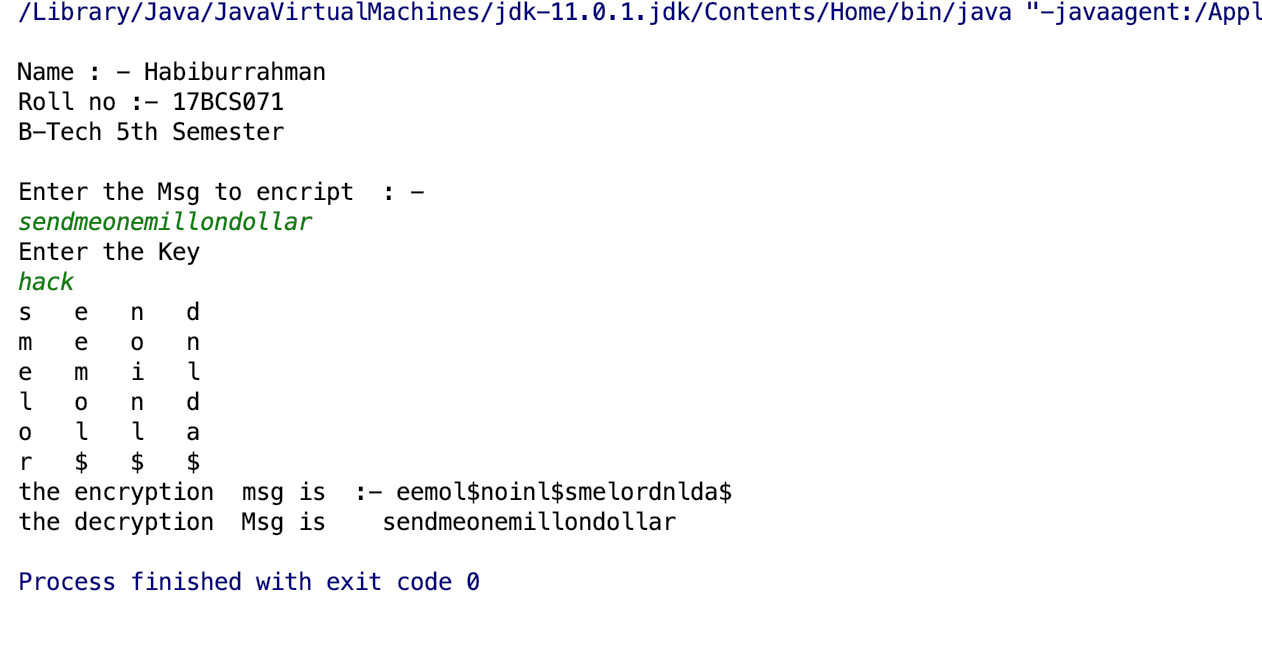 /Library/Java/JavaVirtualMachines/jdk-11.0.1.jdk/Contents/Home/bin/java "-javaagent:/Appl
Name : - Habiburrahman
Roll no :- 17BCS071
B-Tech 5th Semester
Enter the Msg to encript  : -
sendmeonemillondollar
Enter the Key
hack
s   e   n   d
m   e   o   n
e   m   i   l
l   o   n   d
o   l   l   a
r   $   $   $
the encryption  msg is  :- eemol$noinl$smelordnlda$
the decryption  Msg is    sendmeonemillondollar
Process finished with exit code 0